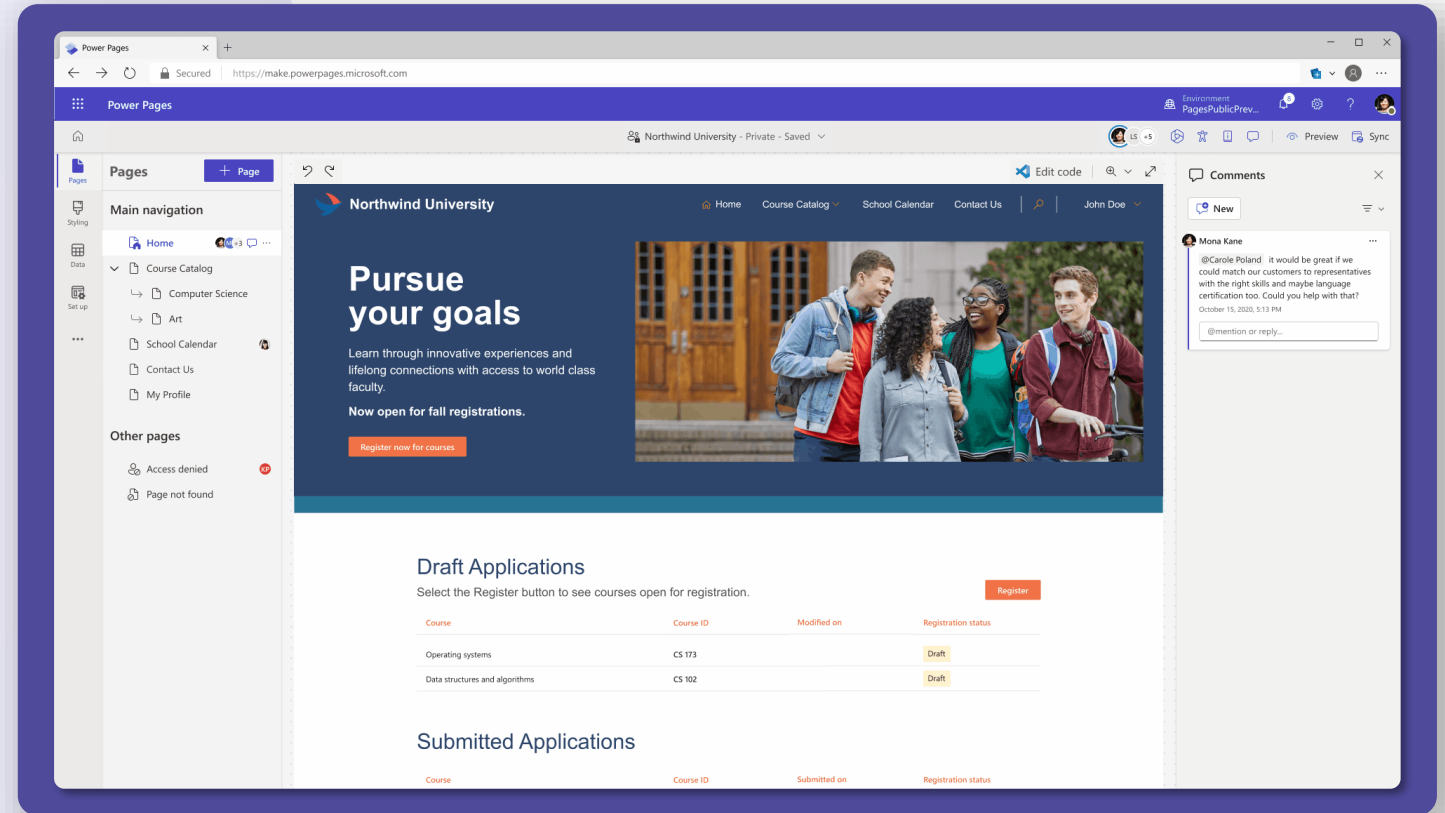 Power Pages
Secured
https://make.powerpages.microsoft.com
Power Pages
Environment
PagesPublicPrev...
Northwind University - Private - Saved
LS
+5
Preview
Sync
Pages
Styling
Data
Set up
Pages
+ Page
Main navigation
Home
+3
Course Catalog
Computer Science
Art
School Calendar
Contact Us
My Profile
Other pages
Access denied
KP
Page not found
Edit code
Northwind University
Home
Course Catalog
School Calendar
Contact Us
John Doe
Pursue
your goals
Learn through innovative experiences and
lifelong connections with access to world class
faculty.
Now open for fall registrations.
Register now for courses
Draft Applications
Select the Register button to see courses open for registration.
Register
Course Course ID Modified on Registration status
Operating systems CS 173 Draft
Data structures and algorithms CS 102 Draft
Submitted Applications
Course Course ID Submitted on Registration status
Comments
New
Mona Kane
@Carole Poland it would be great if we
could match our customers to representatives
with the right skills and maybe language
certification too. Could you help with that?
October 15, 2020, 5:13 PM
@mention or reply...